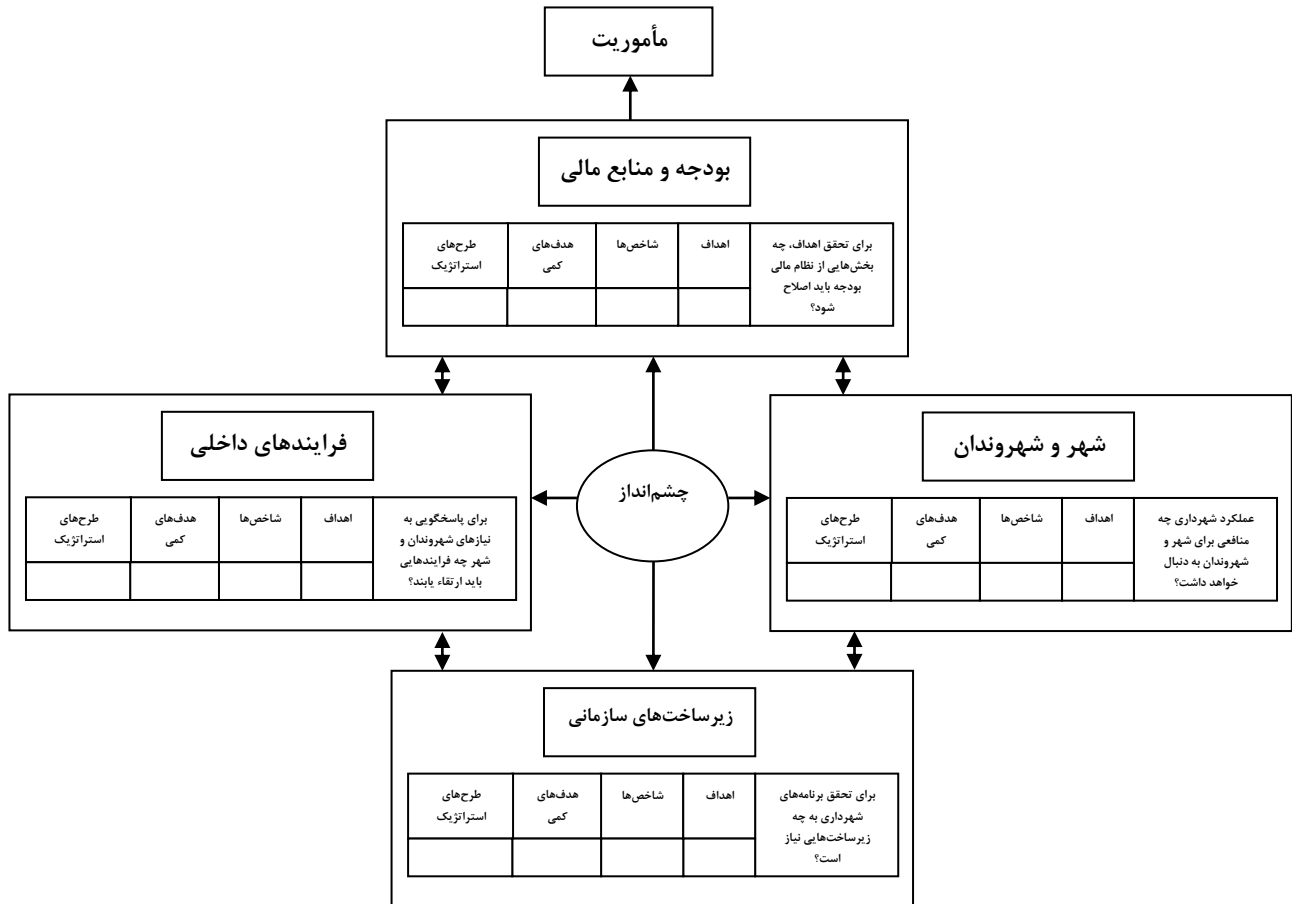 مأموریت
بودجه و منابع مالی
برای تحقق اهداف، چه
بخش‌هایی از نظام مالی
بودجه باید اصلاح
شود؟
اهداف
شاخص‌ها
هدف‌های
کمی
طرح‌های
استراتژیک
شهر و شهروندان
عملکرد شهرداری چه
منافعی برای شهر و
شهروندان به دنبال
خواهد داشت؟
اهداف
شاخص‌ها
هدف‌های
کمی
طرح‌های
استراتژیک
چشم‌انداز
فرایندهای داخلی
برای پاسخگویی به
نیازهای شهروندان و
شهر چه فرایندهایی
باید ارتقاء یابند؟
اهداف
شاخص‌ها
هدف‌های
کمی
طرح‌های
استراتژیک
زیرساخت‌های سازمانی
برای تحقق برنامه‌های
شهرداری به چه
زیرساخت‌هایی نیاز
است؟
اهداف
شاخص‌ها
هدف‌های
کمی
طرح‌های
استراتژیک